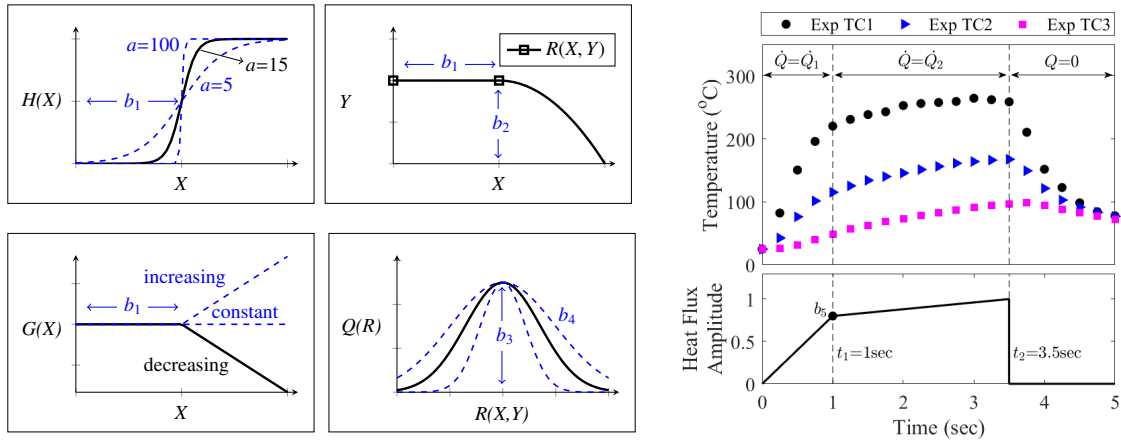 a=100
a=15
a=5
b₁
H(X)
X
R(X, Y)
b₁
Y
b₂
X
increasing
b₁
constant
G(X)
decreasing
X
b₄
Q(R)
b₃
R(X,Y)
Exp TC1 Exp TC2 Exp TC3
Q̇=Q̇₁ Q̇=Q̇₂ Q=0
300
200
100
0
Temperature (°C)
1
0.5
0
Heat Flux
Amplitude
b₅
t₁=1sec
t₂=3.5sec
0 1 2 3 4 5
Time (sec)